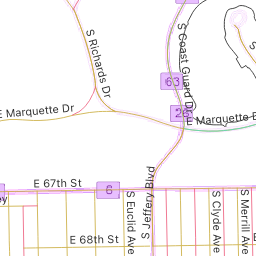 S Richards Dr
S Coast Guard Dr
S
63
26
E Marquette Dr
E Marquette D
S Jeffery Blvd
E 67th St
6
ey
S Euclid Ave
S Clyde Ave
S Merrill Ave
E 68th St